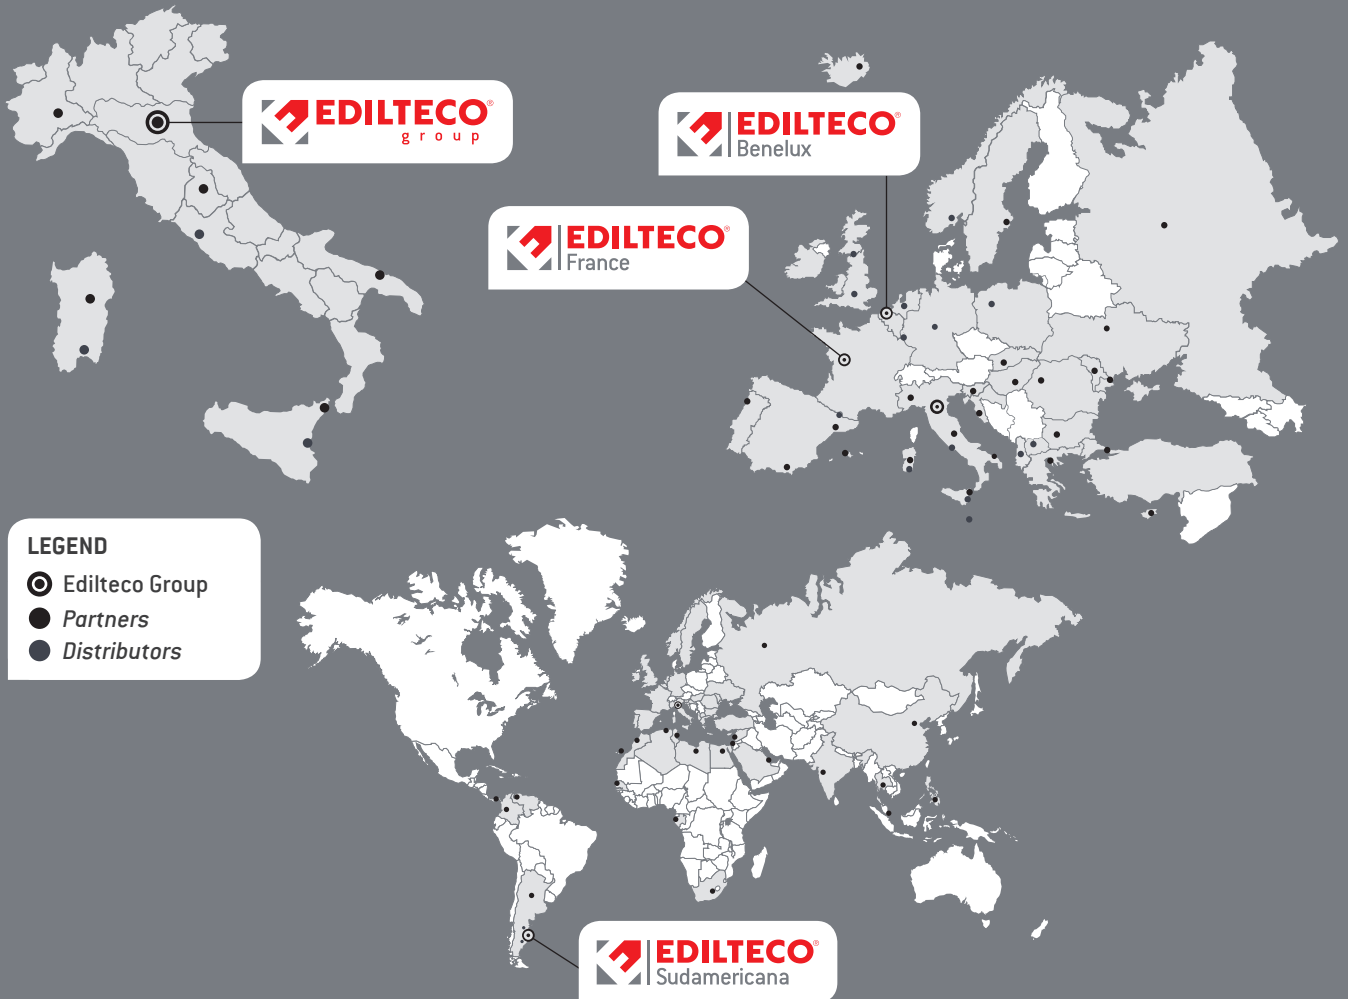 EDILTECO®
group
EDILTECO®
Benelux
EDILTECO®
France
LEGEND
Edilteco Group
Partners
Distributors
EDILTECO®
Sudamericana